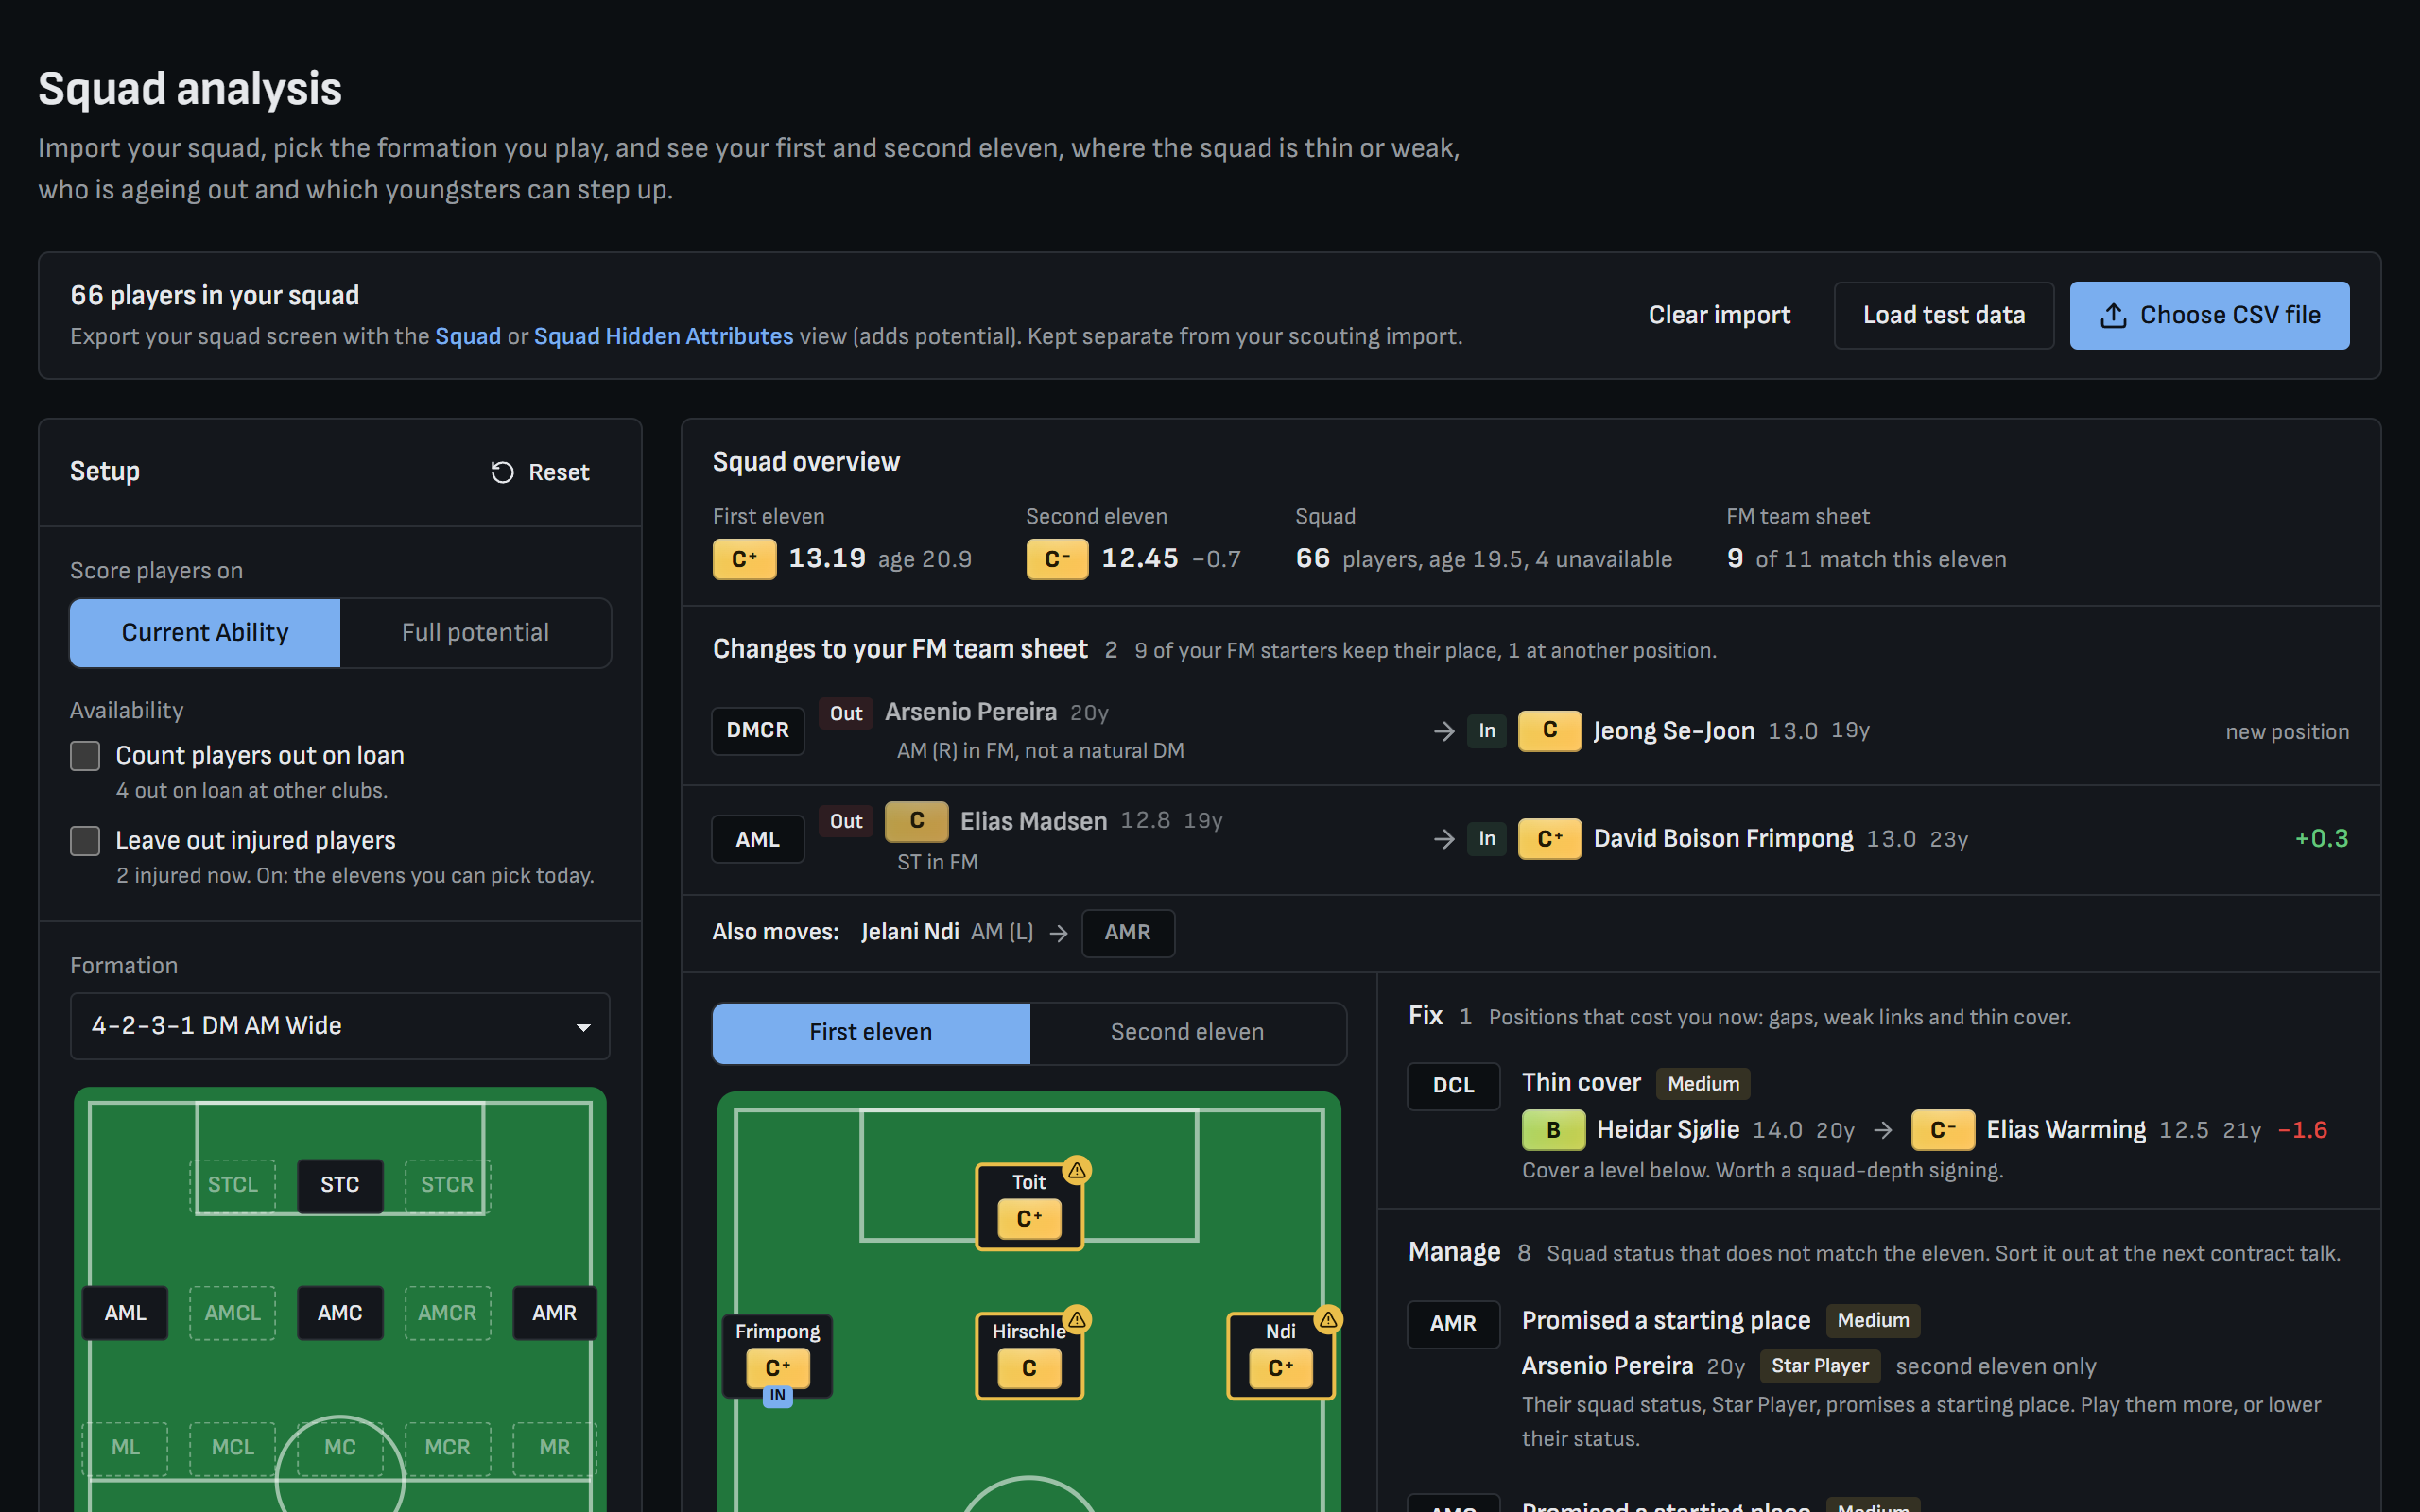 Squad analysis
Import your squad, pick the formation you play, and see your first and second eleven, where the squad is thin or weak,
who is ageing out and which youngsters can step up.
66 players in your squad
Export your squad screen with the Squad or Squad Hidden Attributes view (adds potential). Kept separate from your scouting import.
Clear import
Load test data
Choose CSV file
Setup
Reset
Score players on
Current Ability
Full potential
Availability
Count players out on loan
4 out on loan at other clubs.
Leave out injured players
2 injured now. On: the elevens you can pick today.
Formation
4-2-3-1 DM AM Wide
STCL STC STCR
AML AMCL AMC AMCR AMR
ML MCL MC MCR MR
Squad overview
First eleven
C+ 13.19 age 20.9
Second eleven
C- 12.45 −0.7
Squad
66 players, age 19.5, 4 unavailable
FM team sheet
9 of 11 match this eleven
Changes to your FM team sheet 2 9 of your FM starters keep their place, 1 at another position.
DMCR Out Arsenio Pereira 20y → In C Jeong Se-Joon 13.0 19y new position
AM (R) in FM, not a natural DM
AML Out C Elias Madsen 12.8 19y → In C+ David Boison Frimpong 13.0 23y +0.3
ST in FM
Also moves: Jelani Ndi AM (L) → AMR
First eleven
Second eleven
Toit
C+
Frimpong Hirschle Ndi
C+ C C+
IN
Fix 1 Positions that cost you now: gaps, weak links and thin cover.
DCL Thin cover Medium
B Heidar Sjølie 14.0 20y → C- Elias Warming 12.5 21y −1.6
Cover a level below. Worth a squad-depth signing.
Manage 8 Squad status that does not match the eleven. Sort it out at the next contract talk.
AMR Promised a starting place Medium
Arsenio Pereira 20y Star Player second eleven only
Their squad status, Star Player, promises a starting place. Play them more, or lower
their status.
AMC Promised a starting place Medium